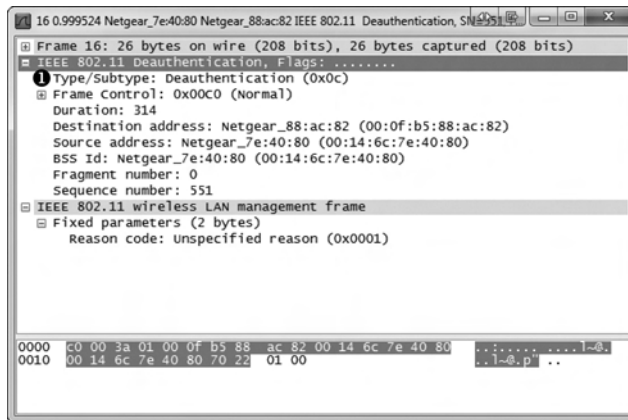 16 0.999524 Netgear_7e:40:80 Netgear_88:ac:82 IEEE 802.11 Deauthentication,
Frame 16: 26 bytes on wire (208 bits), 26 bytes captured (208 bits)
IEEE 802.11 Deauthentication, Flags: ........
1 Type/Subtype: Deauthentication (0x0c)
Frame Control: 0x00C0 (Normal)
Duration: 314
Destination address: Netgear_88:ac:82 (00:0f:b5:88:ac:82)
Source address: Netgear_7e:40:80 (00:14:6c:7e:40:80)
BSS Id: Netgear_7e:40:80 (00:14:6c:7e:40:80)
Fragment number: 0
Sequence number: 551
IEEE 802.11 wireless LAN management frame
Fixed parameters (2 bytes)
Reason code: Unspecified reason (0x0001)
0000 c0 00 3a 01 00 0f b5 88 ac 82 00 14 6c 7e 40 80 ..:..... ....l~@.
0010 00 14 6c 7e 40 80 70 22 01 00 ..l~@.p" ..